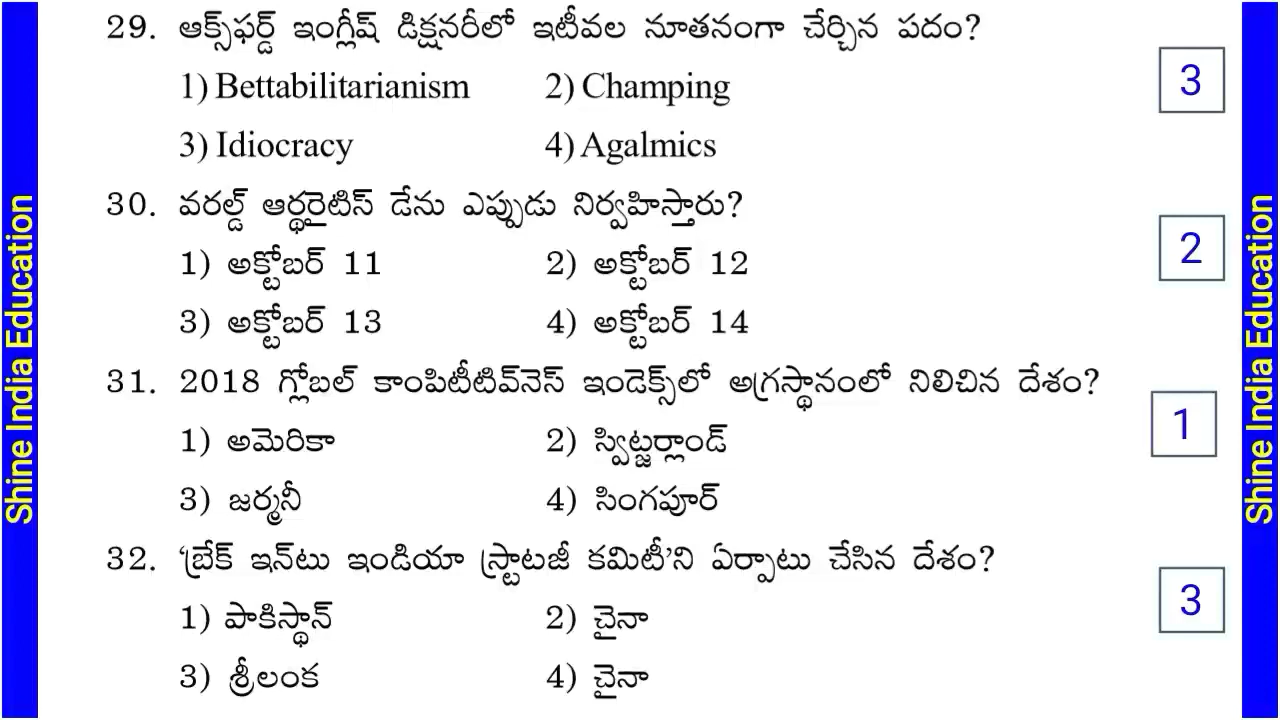 29. ఆక్స్‌ఫర్డ్ ఇంగ్లీష్ డిక్షనరీలో ఇటీవల నూతనంగా చేర్చిన పదం?
1) Bettabilitarianism 2) Champing
3
3) Idiocracy 4) Agalmics
30. వరల్డ్ ఆర్థరైటిస్ డేను ఎప్పుడు నిర్వహిస్తారు?
1) అక్టోబర్ 11 2) అక్టోబర్ 12
2
3) అక్టోబర్ 13 4) అక్టోబర్ 14
31. 2018 గ్లోబల్ కాంపిటీటివ్‌నెస్ ఇండెక్స్‌లో అగ్రస్థానంలో నిలిచిన దేశం?
1) అమెరికా 2) స్విట్జర్లాండ్
1
3) జర్మనీ 4) సింగపూర్
32. ‘బ్రేక్ ఇన్‌టు ఇండియా స్ట్రాటజీ కమిటీ’ని ఏర్పాటు చేసిన దేశం?
1) పాకిస్థాన్ 2) చైనా
3
3) శ్రీలంక 4) చైనా
Shine India Education
Shine India Education